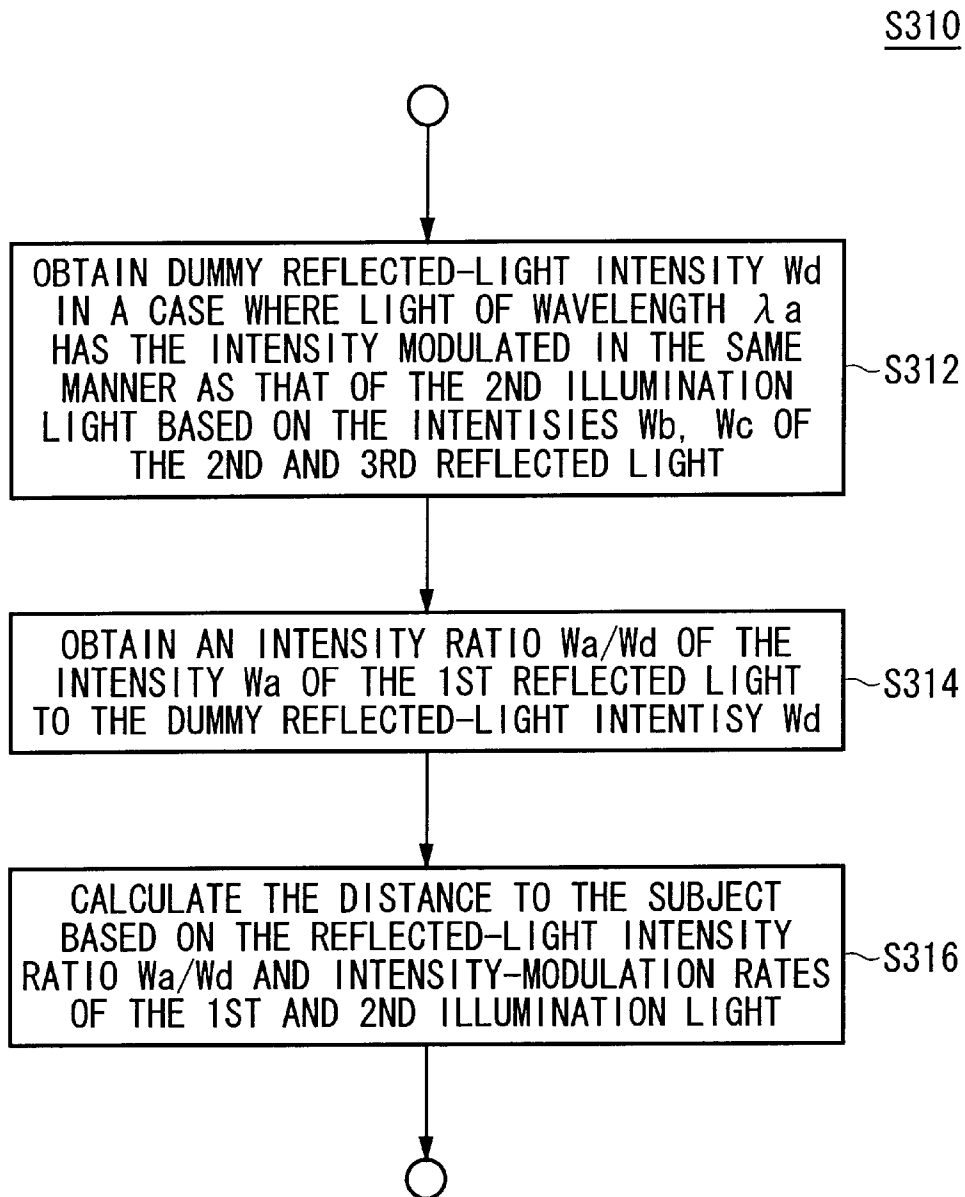 S310
OBTAIN DUMMY REFLECTED-LIGHT INTENSITY Wd
IN A CASE WHERE LIGHT OF WAVELENGTH λa
HAS THE INTENSITY MODULATED IN THE SAME
MANNER AS THAT OF THE 2ND ILLUMINATION
LIGHT BASED ON THE INTENTISIES Wb, Wc OF
THE 2ND AND 3RD REFLECTED LIGHT
S312
OBTAIN AN INTENSITY RATIO Wa/Wd OF THE
INTENSITY Wa OF THE 1ST REFLECTED LIGHT
TO THE DUMMY REFLECTED-LIGHT INTENTISY Wd
S314
CALCULATE THE DISTANCE TO THE SUBJECT
BASED ON THE REFLECTED-LIGHT INTENSITY
RATIO Wa/Wd AND INTENSITY-MODULATION RATES
OF THE 1ST AND 2ND ILLUMINATION LIGHT
S316